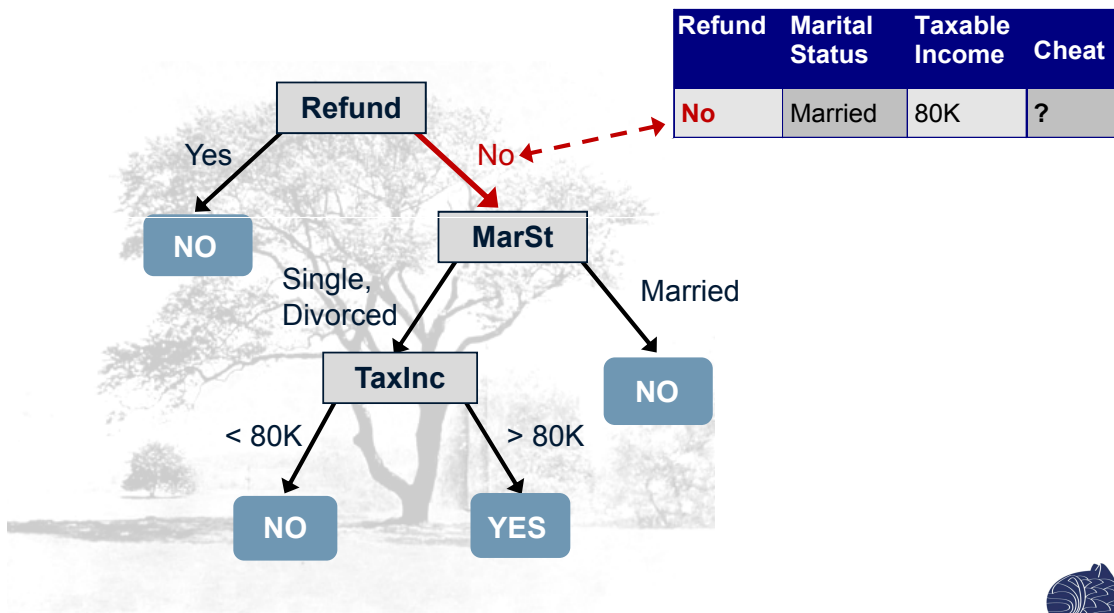 Refund Marital Status Taxable Income Cheat
No Married 80K ?
Refund
Yes
No
NO
MarSt
Single,
Divorced
Married
TaxInc
NO
< 80K
> 80K
NO
YES